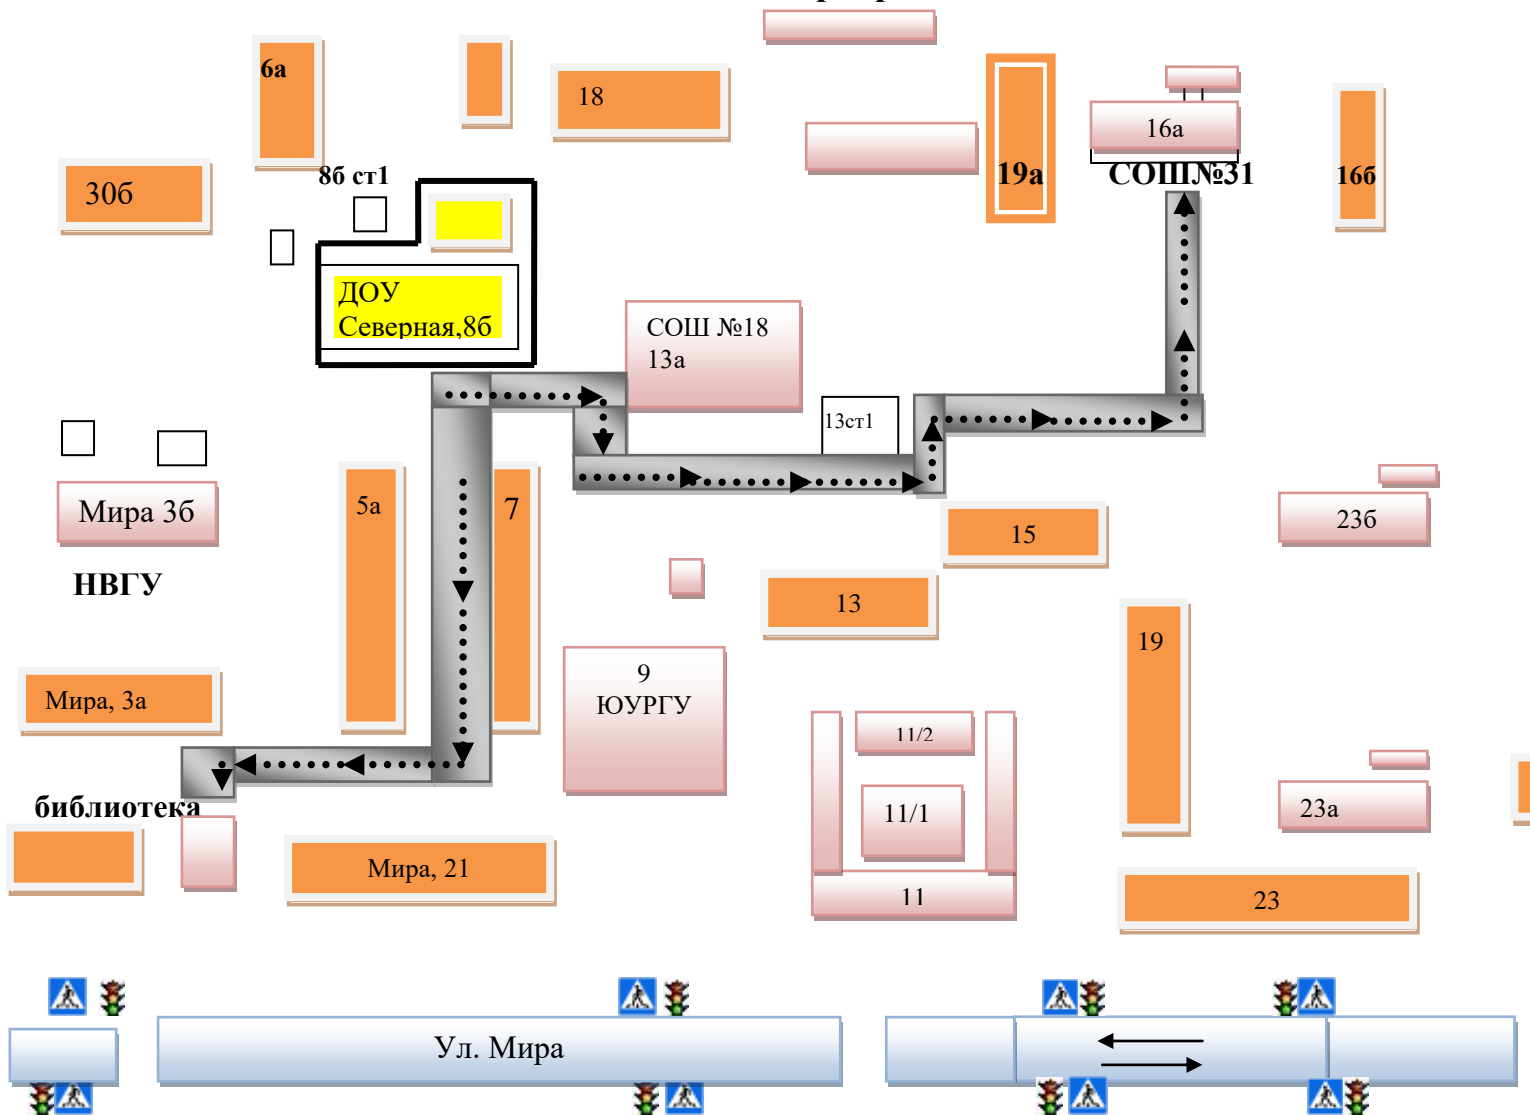 6а
18
16а
8б ст1
19а
СОШ№31
16б
30б
ДОУ
Северная,8б
СОШ №18
13а
13ст1
5а
7
Мира 3б
23б
15
НВГУ
13
19
9
ЮУРГУ
Мира, 3а
11/2
библиотека
11/1
23а
Мира, 21
11
23
Ул. Мира